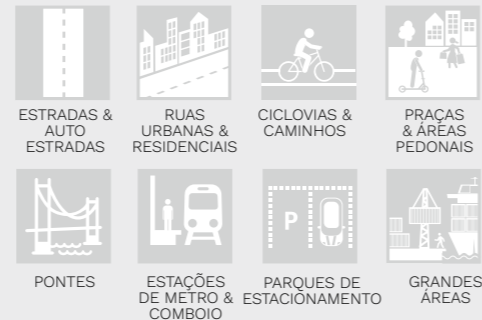 ESTRADAS &
AUTO
ESTRADAS
RUAS
URBANAS &
RESIDENCIAIS
CICLOVIAS &
CAMINHOS
PRAÇAS
& ÁREAS
PEDONAIS
P
PONTES
ESTAÇÕES
DE METRO &
COMBOIO
PARQUES DE
ESTACIONAMENTO
GRANDES
ÁREAS